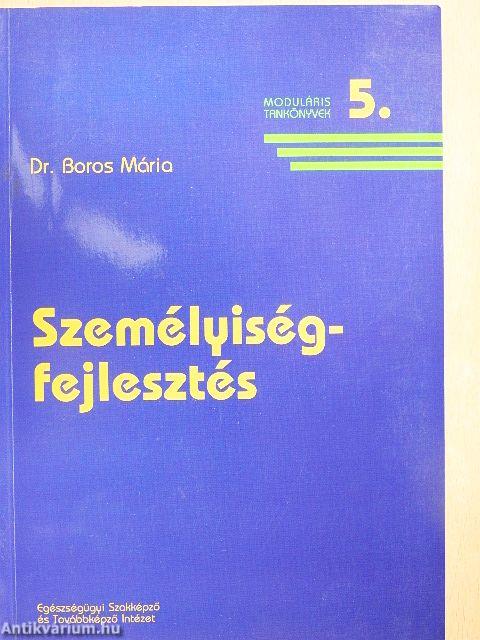 MODULÁRIS
TANKÖNYVEK 5.
Dr. Boros Mária
Személyiség-
fejlesztés
Egészségügyi Szakképző
és Továbbképző Intézet
Antikvarium.hu